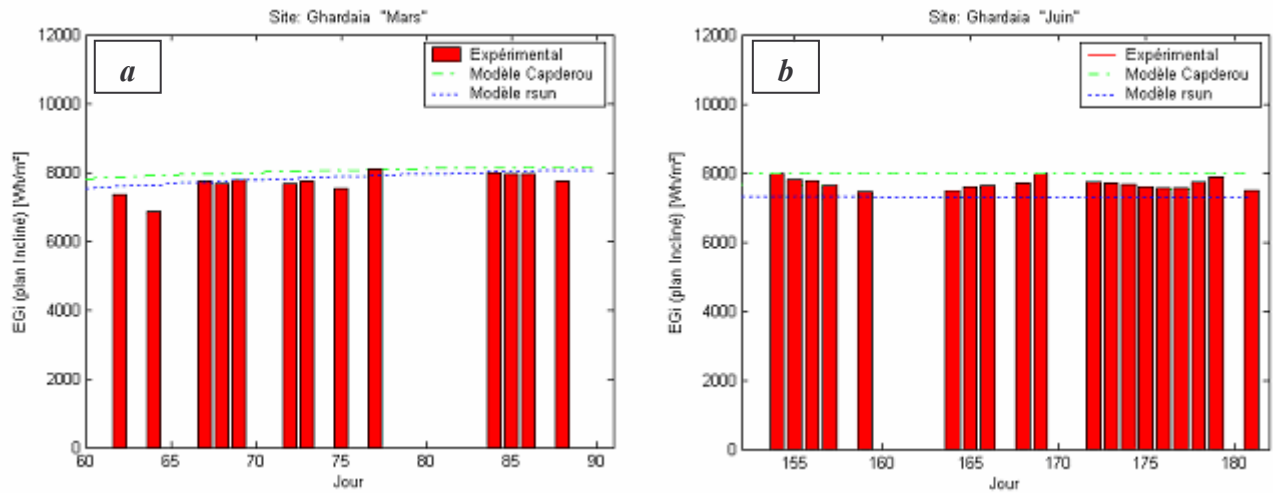 Site: Ghardaia "Mars"
a
Expérimental
Modèle Capderou
Modèle rsun
EGi (plan Incliné) [Wh/m²]
12000
10000
8000
6000
4000
2000
0
60 65 70 75 80 85 90
Jour
Site: Ghardaia "Juin"
b
Expérimental
Modèle Capderou
Modèle rsun
EGi (plan Incliné) [Wh/m²]
12000
10000
8000
6000
4000
2000
0
155 160 165 170 175 180
Jour